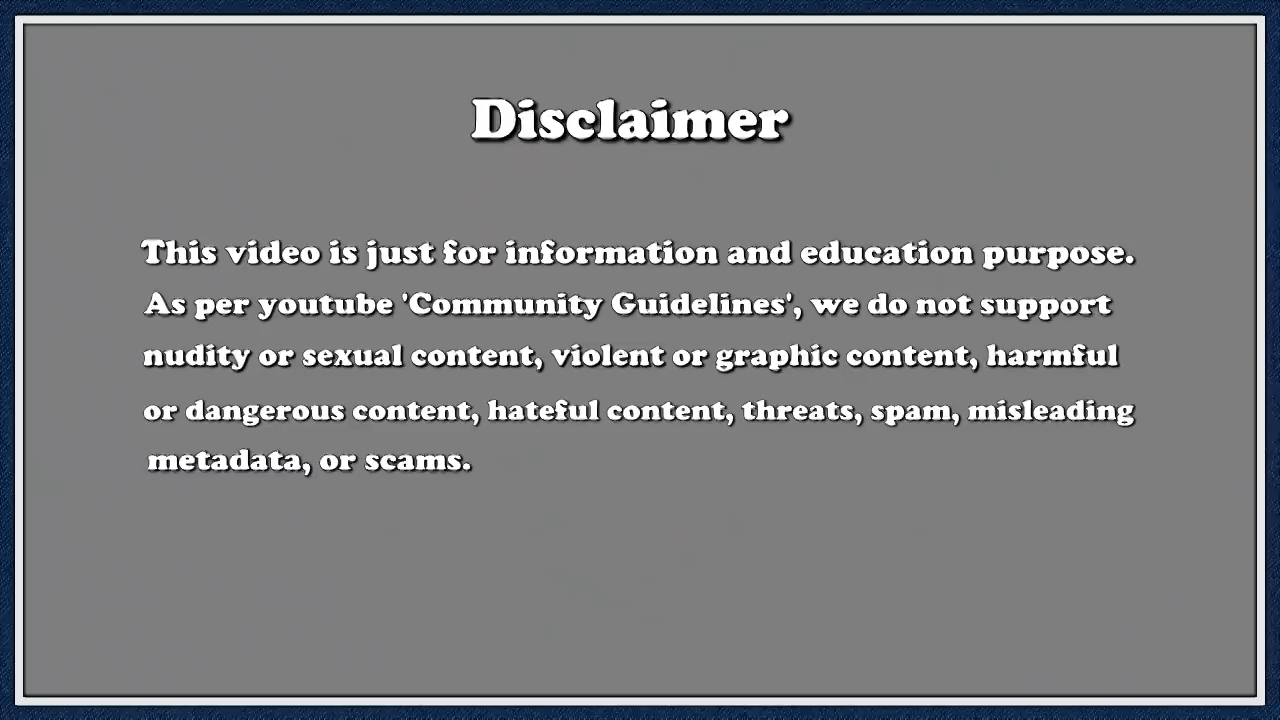 Disclaimer
This video is just for information and education purpose.
As per youtube 'Community Guidelines', we do not support
nudity or sexual content, violent or graphic content, harmful
or dangerous content, hateful content, threats, spam, misleading
metadata, or scams.